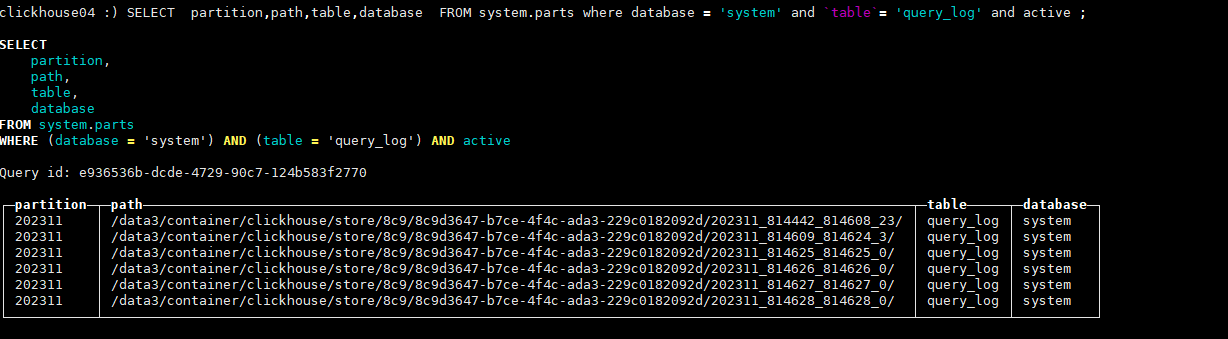 clickhouse04 :) SELECT  partition,path,table,database  FROM system.parts where database = 'system' and `table`= 'query_log' and active ;
SELECT
    partition,
    path,
    table,
    database
FROM system.parts
WHERE (database = 'system') AND (table = 'query_log') AND active
Query id: e936536b-dcde-4729-90c7-124b583f2770
partition path table database
202311 /data3/container/clickhouse/store/8c9/8c9d3647-b7ce-4f4c-ada3-229c0182092d/202311_814442_814608_23/ query_log system
202311 /data3/container/clickhouse/store/8c9/8c9d3647-b7ce-4f4c-ada3-229c0182092d/202311_814609_814624_3/ query_log system
202311 /data3/container/clickhouse/store/8c9/8c9d3647-b7ce-4f4c-ada3-229c0182092d/202311_814625_814625_0/ query_log system
202311 /data3/container/clickhouse/store/8c9/8c9d3647-b7ce-4f4c-ada3-229c0182092d/202311_814626_814626_0/ query_log system
202311 /data3/container/clickhouse/store/8c9/8c9d3647-b7ce-4f4c-ada3-229c0182092d/202311_814627_814627_0/ query_log system
202311 /data3/container/clickhouse/store/8c9/8c9d3647-b7ce-4f4c-ada3-229c0182092d/202311_814628_814628_0/ query_log system